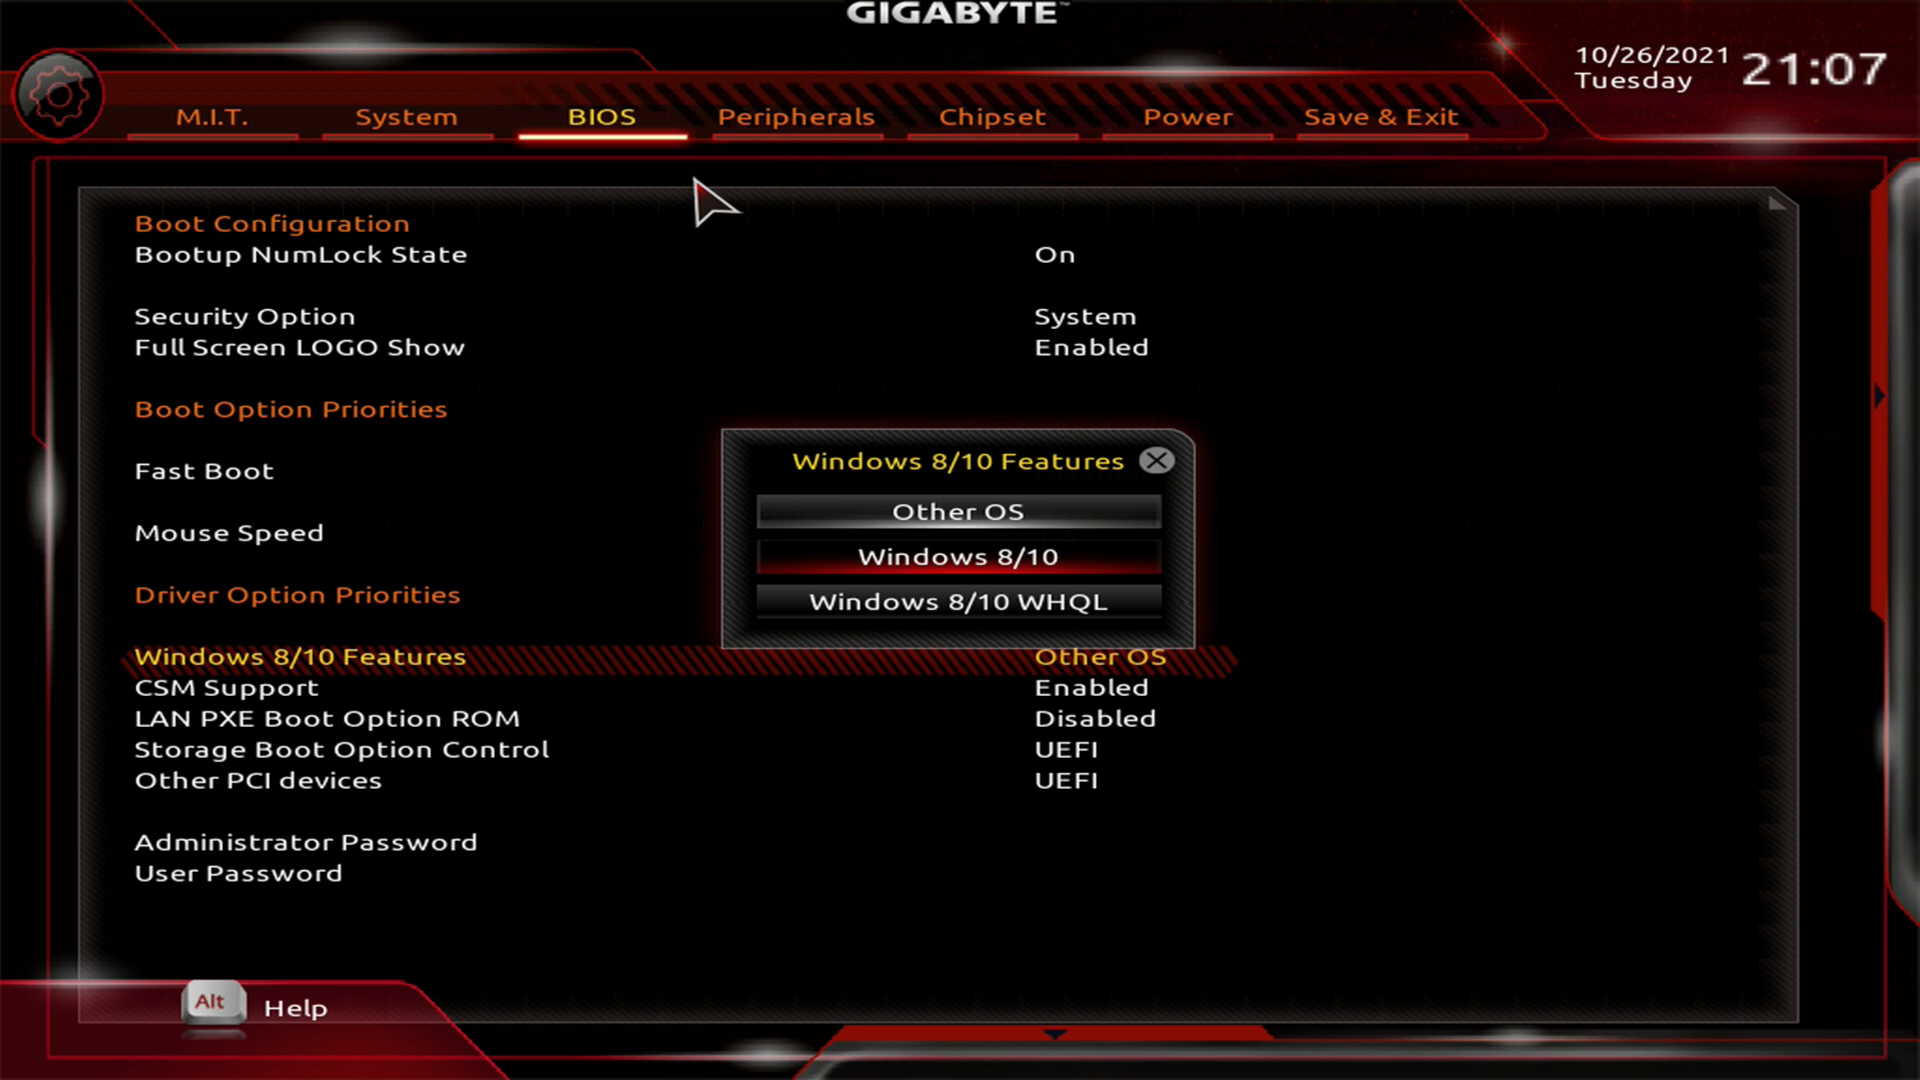 GIGABYTE
10/26/2021
Tuesday
21:07
M.I.T. System BIOS Peripherals Chipset Power Save & Exit
Boot Configuration
Bootup NumLock State On
Security Option System
Full Screen LOGO Show Enabled
Boot Option Priorities
Fast Boot
Mouse Speed
Driver Option Priorities
Windows 8/10 Features
Other OS
Windows 8/10
Windows 8/10 WHQL
Windows 8/10 Features Other OS
CSM Support Enabled
LAN PXE Boot Option ROM Disabled
Storage Boot Option Control UEFI
Other PCI devices UEFI
Administrator Password
User Password
Alt Help